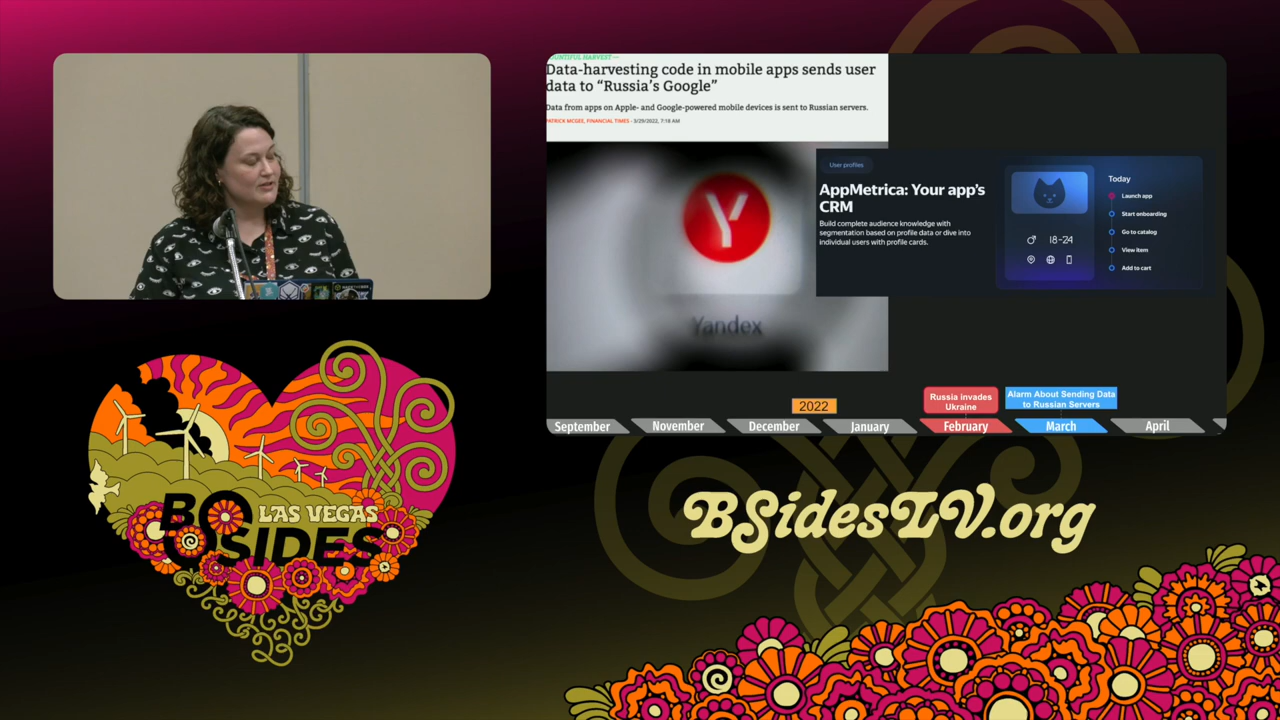 Data-harvesting code in mobile apps sends user
data to “Russia’s Google”
Data from apps on Apple- and Google-powered mobile devices is sent to Russian servers.
PATRICK MCGEE, FINANCIAL TIMES - 3/29/2022, 7:18 AM
Y
Yandex
User profiles
AppMetrica: Your app’s
CRM
Build complete audience knowledge with
segmentation based on profile data or dive into
individual users with profile cards.
18-24
Today
Launch app
Start onboarding
Go to catalog
View item
Add to cart
2022
Russia invades
Ukraine
Alarm About Sending Data
to Russian Servers
September
November
December
January
February
March
April
BSIDES
LAS VEGAS
23
BSidesLV.org